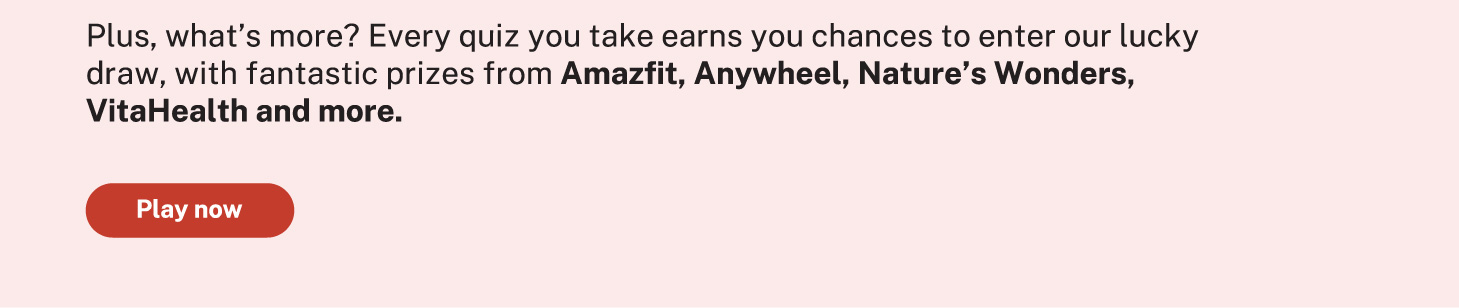 Plus, what’s more? Every quiz you take earns you chances to enter our lucky
draw, with fantastic prizes from Amazfit, Anywheel, Nature’s Wonders,
VitaHealth and more.
Play now